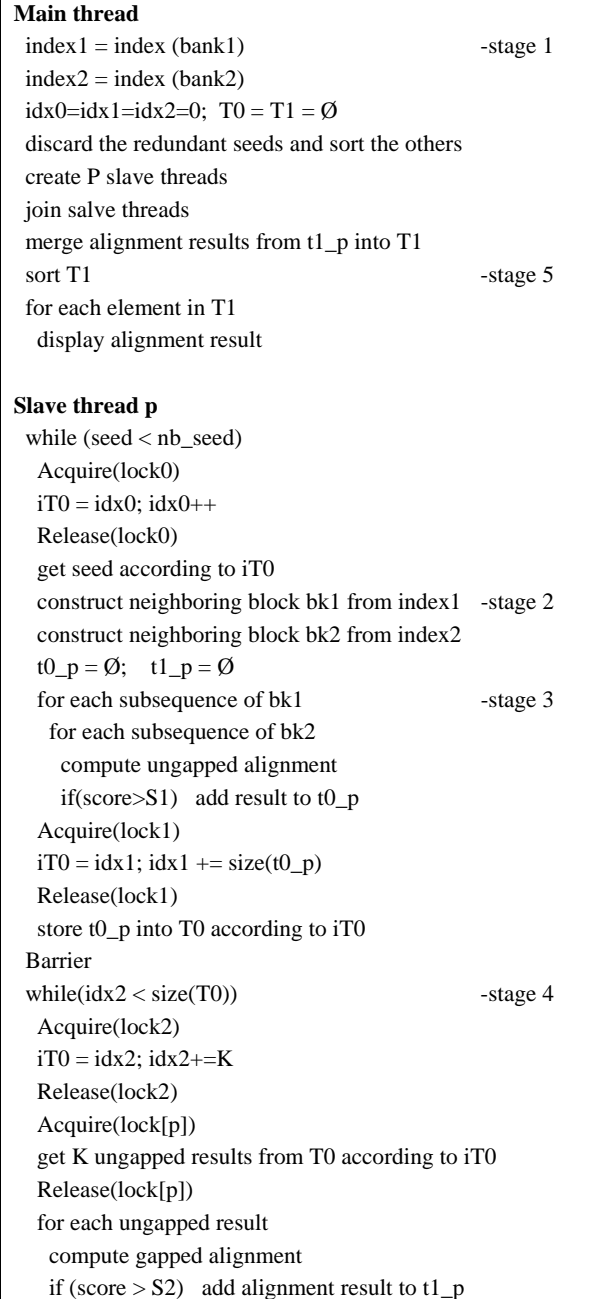 Main thread
index1 = index (bank1) -stage 1
index2 = index (bank2)
idx0=idx1=idx2=0; T0 = T1 = Ø
discard the redundant seeds and sort the others
create P slave threads
join salve threads
merge alignment results from t1_p into T1
sort T1 -stage 5
for each element in T1
display alignment result
Slave thread p
while (seed < nb_seed)
Acquire(lock0)
iT0 = idx0; idx0++
Release(lock0)
get seed according to iT0
construct neighboring block bk1 from index1 -stage 2
construct neighboring block bk2 from index2
t0_p = Ø; t1_p = Ø
for each subsequence of bk1 -stage 3
for each subsequence of bk2
compute ungapped alignment
if(score>S1) add result to t0_p
Acquire(lock1)
iT0 = idx1; idx1 += size(t0_p)
Release(lock1)
store t0_p into T0 according to iT0
Barrier
while(idx2 < size(T0)) -stage 4
Acquire(lock2)
iT0 = idx2; idx2+=K
Release(lock2)
Acquire(lock[p])
get K ungapped results from T0 according to iT0
Release(lock[p])
for each ungapped result
compute gapped alignment
if (score > S2) add alignment result to t1_p